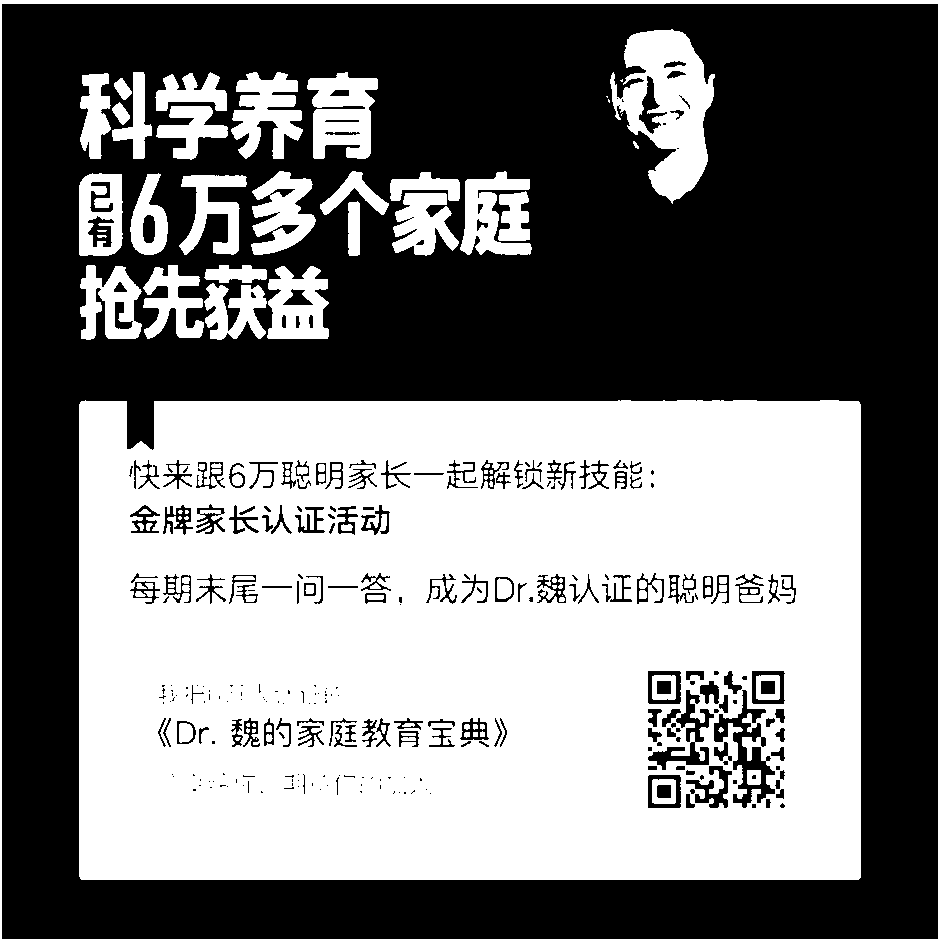 科学养育
已有6万多个家庭
抢先获益
快来跟6万聪明家长一起解锁新技能：
金牌家长认证活动
每期末尾一问一答，成为Dr.魏认证的聪明爸妈
《Dr. 魏的家庭教育宝典》